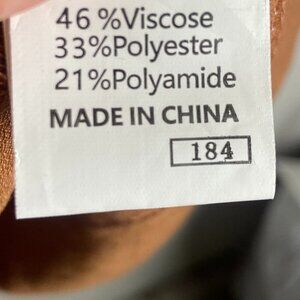 46 %Viscose
33%Polyester
21%Polyamide
MADE IN CHINA
184